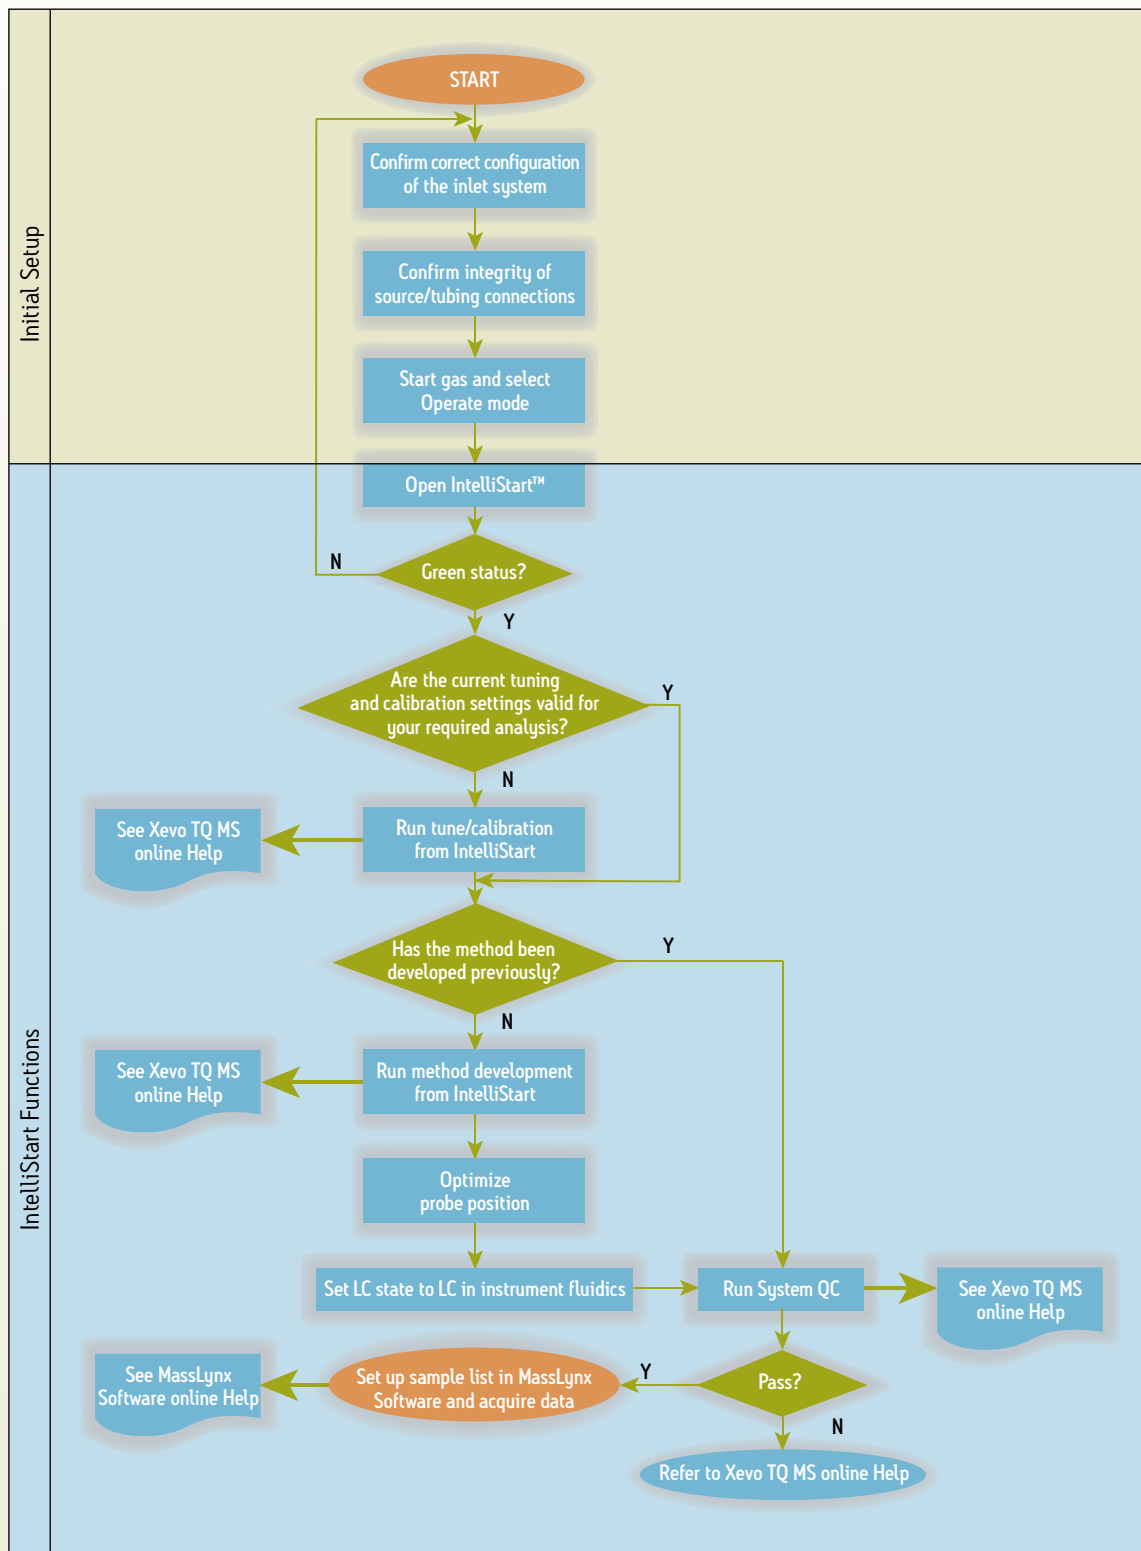 Initial Setup
START
Confirm correct configuration
of the inlet system
Confirm integrity of
source/tubing connections
Start gas and select
Operate mode
IntelliStart Functions
Open IntelliStart™
Green status?
N
Y
Are the current tuning
and calibration settings valid for
your required analysis?
Y
N
Run tune/calibration
from IntelliStart
See Xevo TQ MS
online Help
Has the method been
developed previously?
Y
N
Run method development
from IntelliStart
See Xevo TQ MS
online Help
Optimize
probe position
Set LC state to LC in instrument fluidics
Run System QC
See Xevo TQ MS
online Help
Pass?
Y
Set up sample list in MassLynx
Software and acquire data
See MassLynx
Software online Help
N
Refer to Xevo TQ MS online Help